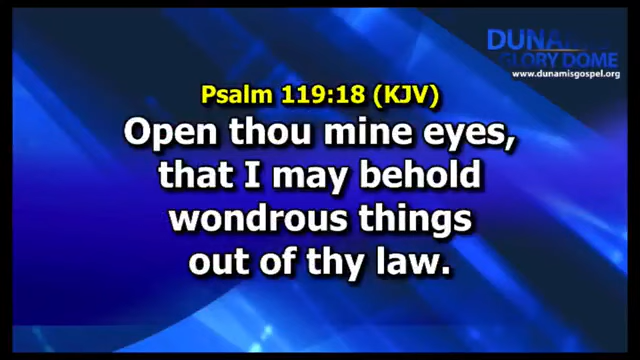 DUNAMIS
GLORY DOME
www.dunamisgospel.org
Psalm 119:18 (KJV)
Open thou mine eyes,
that I may behold
wondrous things
out of thy law.